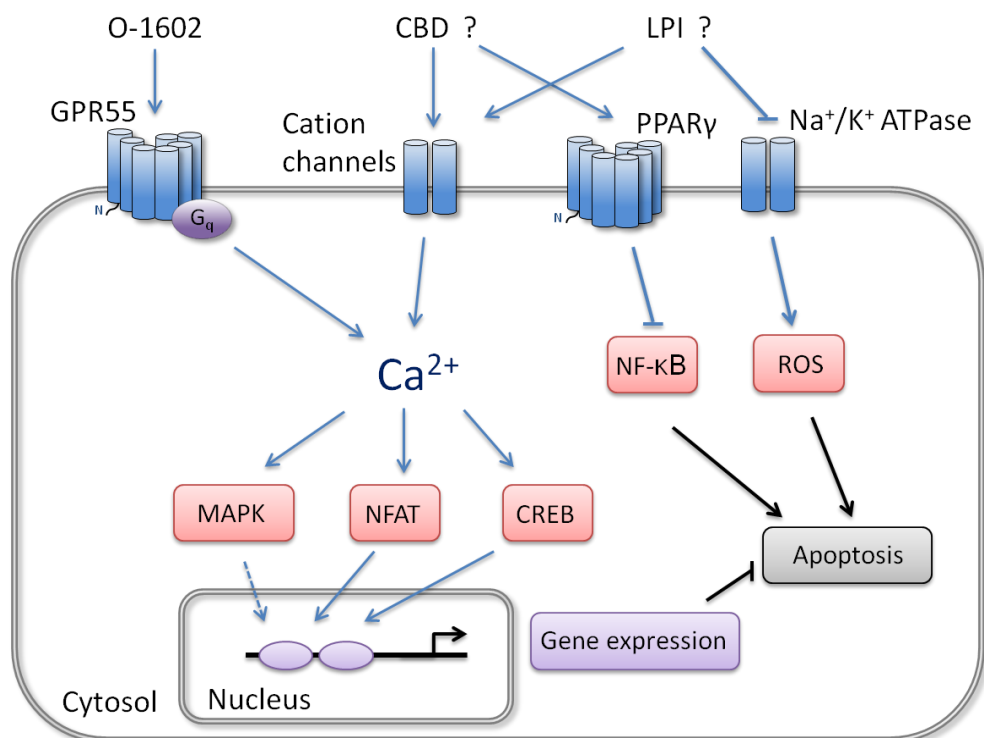 O-1602
CBD ?
LPI ?
GPR55
Cation
channels
PPARγ
Na⁺/K⁺ ATPase
N
Gq
N
Ca²⁺
NF-κB
ROS
MAPK
NFAT
CREB
Apoptosis
Gene expression
Cytosol
Nucleus